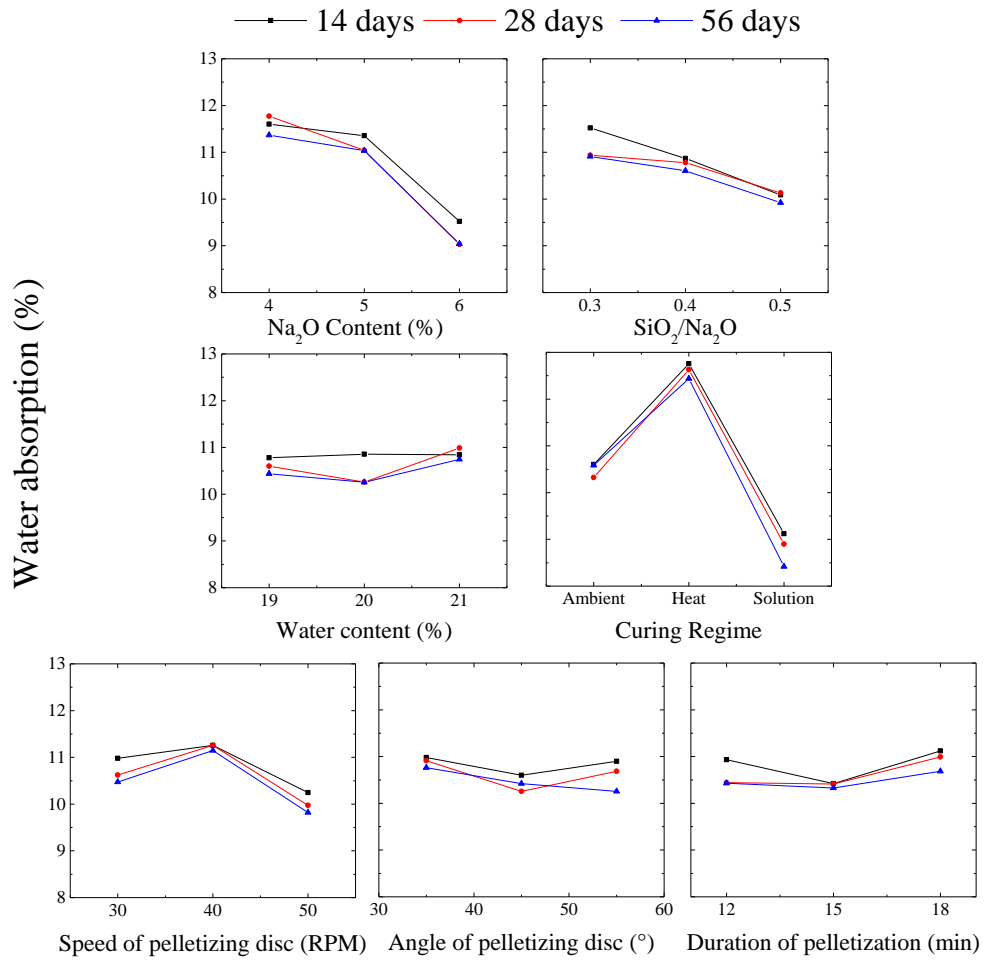 14 days 28 days 56 days
Water absorption (%)
13
12
11
10
9
8
4 5 6
Na₂O Content (%)
0.3 0.4 0.5
SiO₂/Na₂O
13
12
11
10
9
8
19 20 21
Water content (%)
Ambient Heat Solution
Curing Regime
13
12
11
10
9
8
30 40 50
Speed of pelletizing disc (RPM)
30 40 50 60
Angle of pelletizing disc (°)
12 15 18
Duration of pelletization (min)